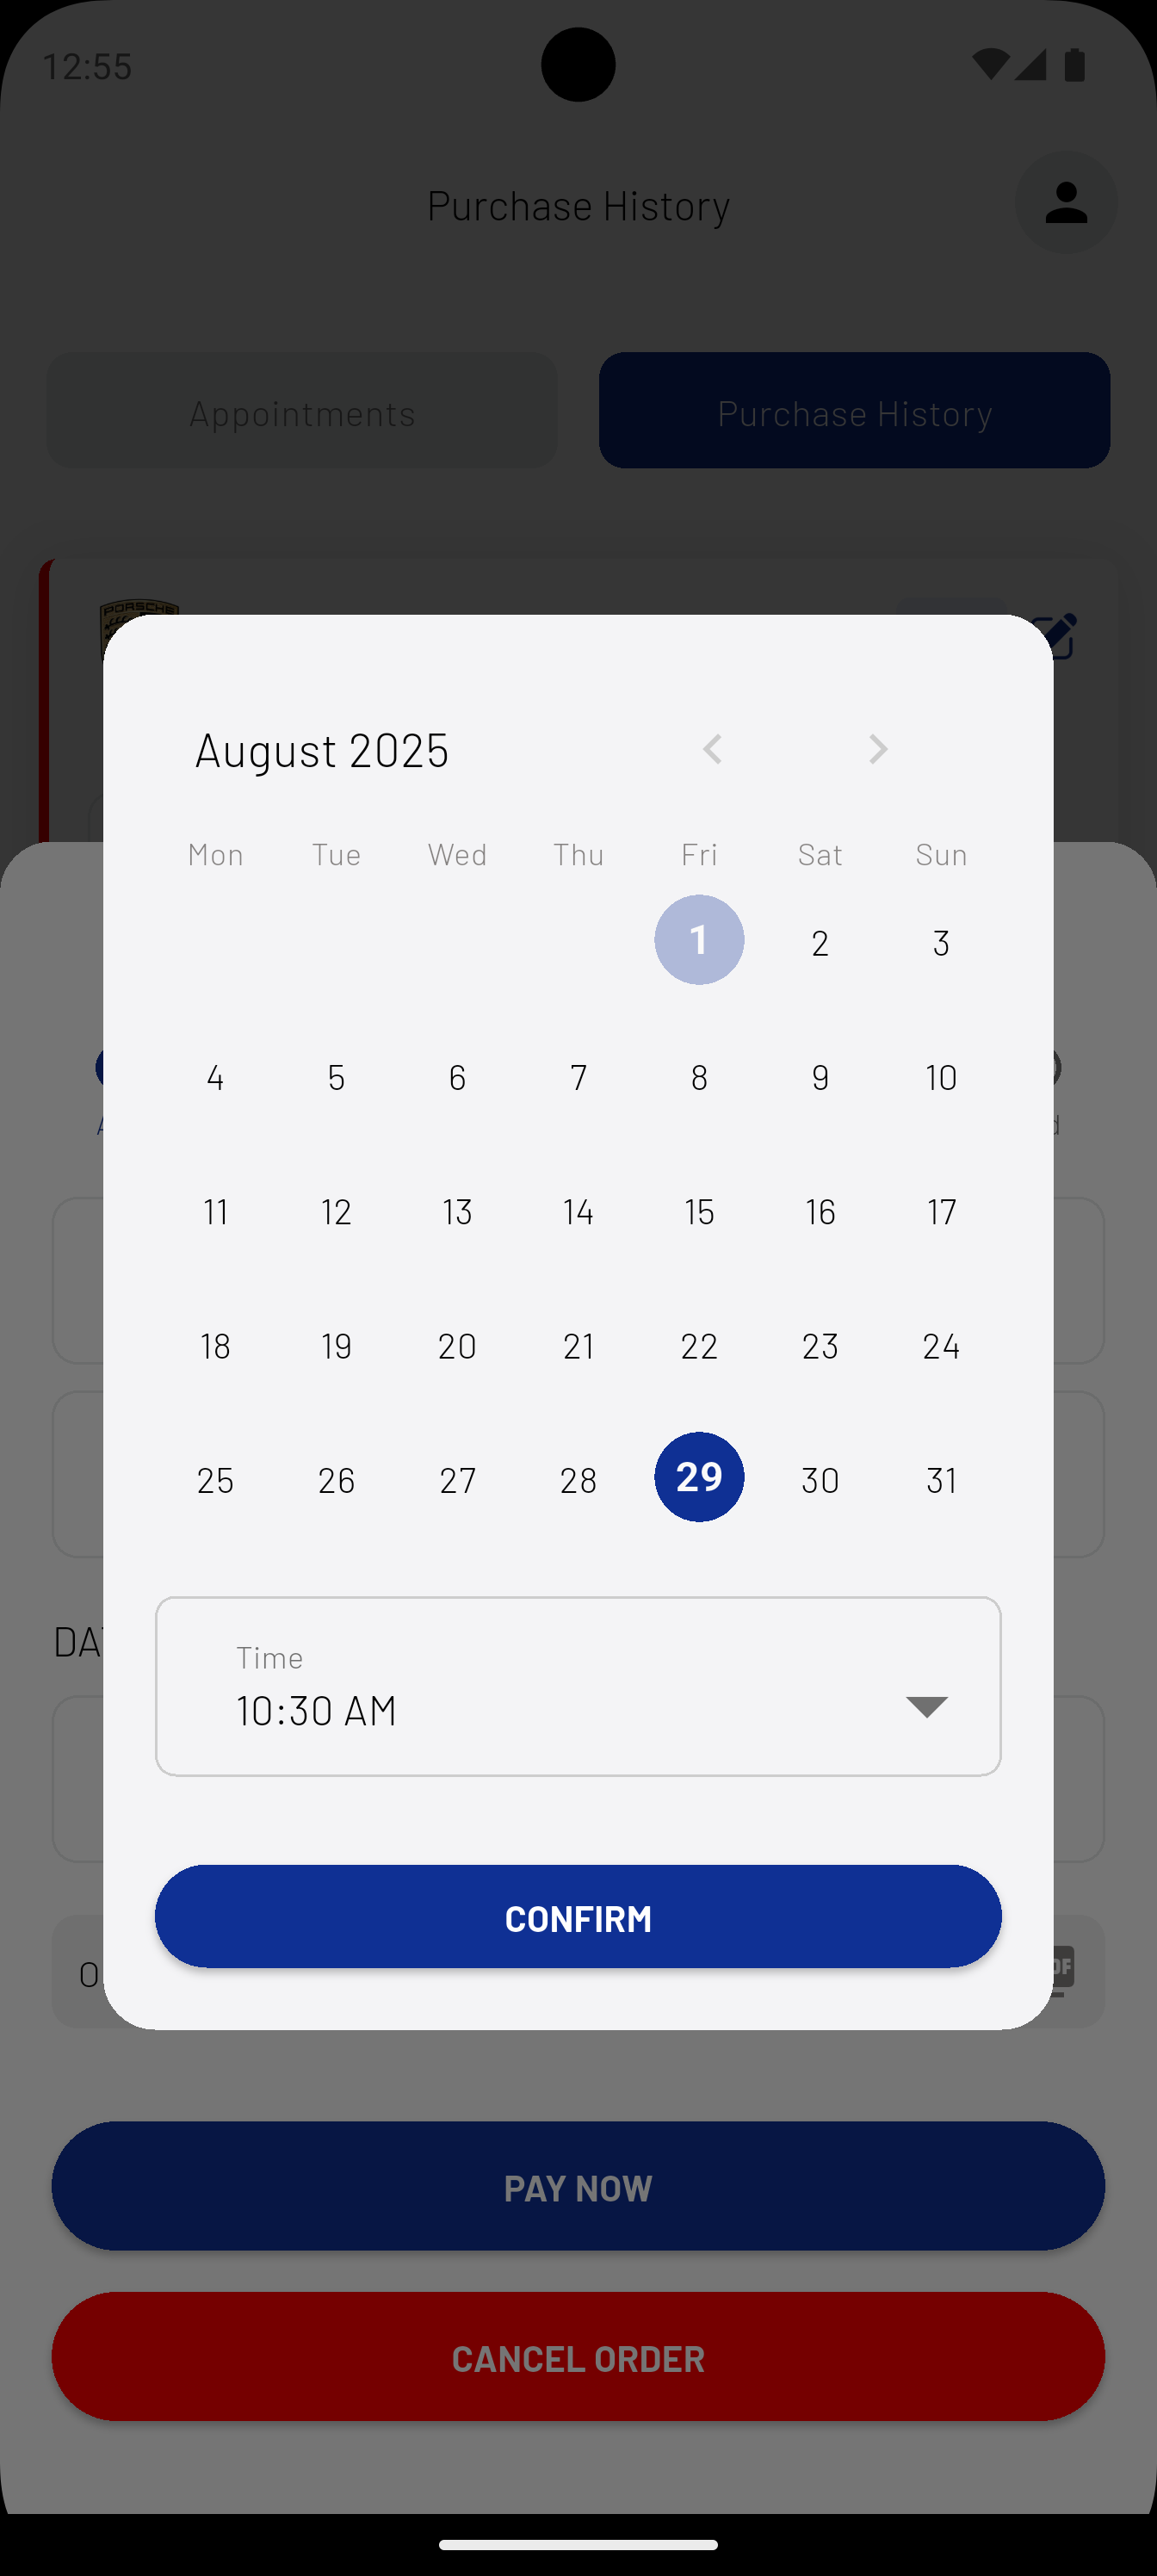 12:55
Purchase History
Appointments
Purchase History
PORSCHE
August 2025
Mon Tue Wed Thu Fri Sat Sun
1 2 3
4 5 6 7 8 9 10
11 12 13 14 15 16 17
18 19 20 21 22 23 24
25 26 27 28 29 30 31
Time
10:30 AM
CONFIRM
PAY NOW
CANCEL ORDER